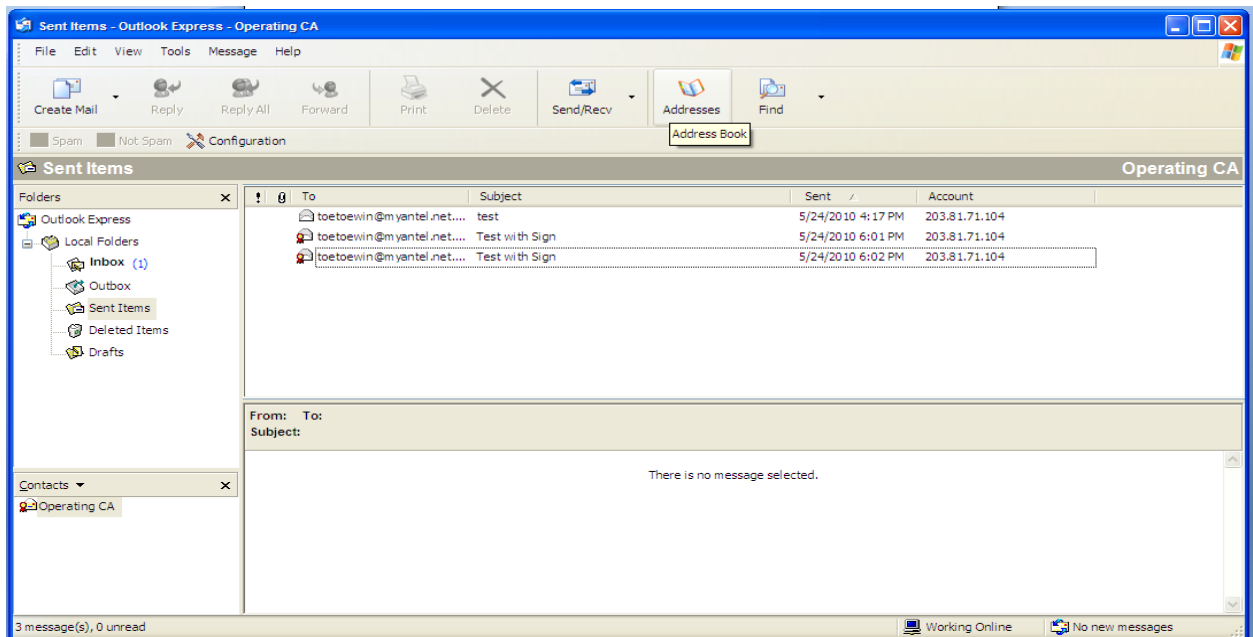 Sent Items - Outlook Express - Operating CA
File Edit View Tools Message Help
Create Mail Reply Reply All Forward Print Delete Send/Recv Addresses Find
Address Book
Spam Not Spam Configuration
Sent Items Operating CA
Folders x ! To Subject Sent Account
Outlook Express
Local Folders
Inbox (1)
Outbox
Sent Items
Deleted Items
Drafts
toetoewin@myantel.net.... test 5/24/2010 4:17 PM 203.81.71.104
toetoewin@myantel.net.... Test with Sign 5/24/2010 6:01 PM 203.81.71.104
toetoewin@myantel.net.... Test with Sign 5/24/2010 6:02 PM 203.81.71.104
From: To:
Subject:
There is no message selected.
Contacts x
Operating CA
3 message(s), 0 unread Working Online No new messages